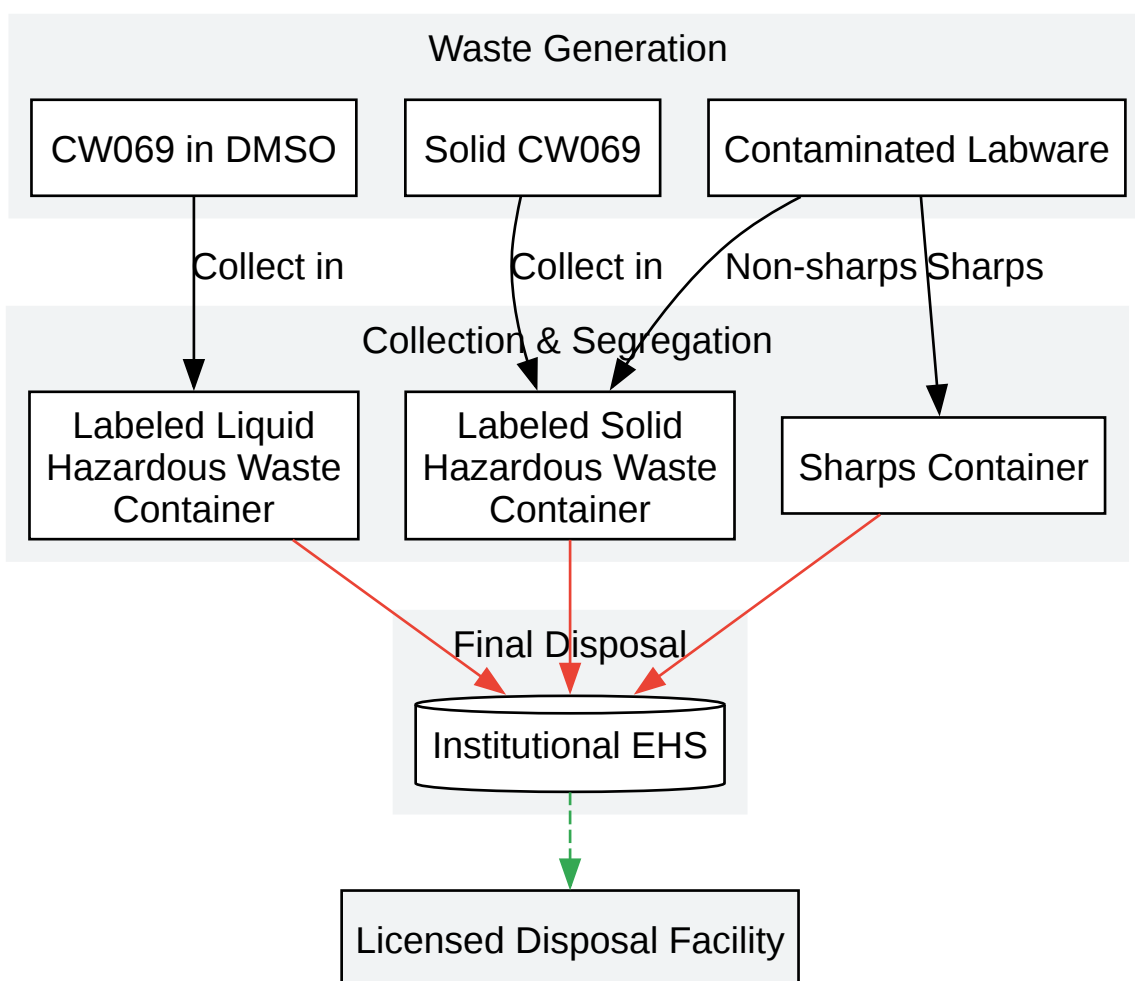 Waste Generation
CW069 in DMSO
Solid CW069
Contaminated Labware
Collect in
Collect in
Non-sharps
Sharps
Collection & Segregation
Labeled Liquid
Hazardous Waste
Container
Labeled Solid
Hazardous Waste
Container
Sharps Container
Final Disposal
Institutional EHS
Licensed Disposal Facility